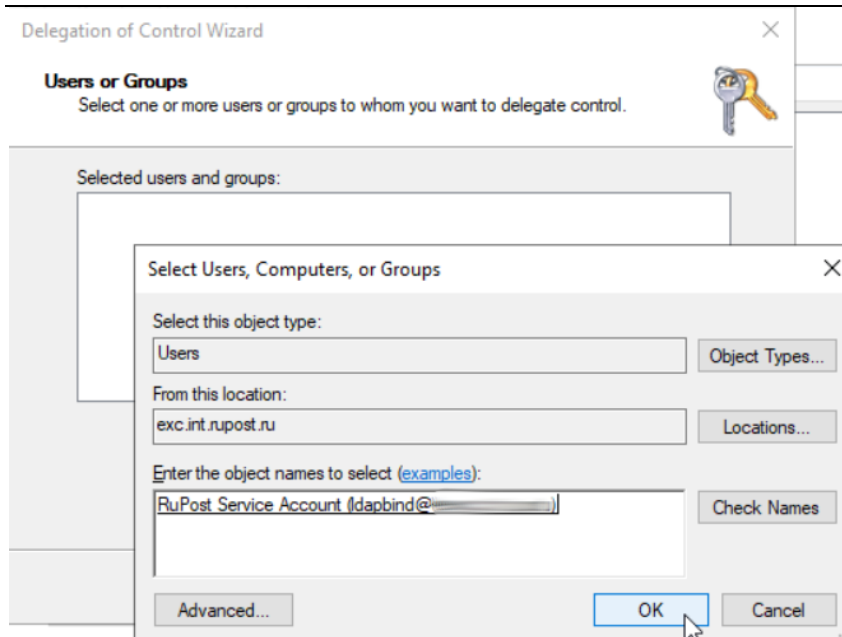 Delegation of Control Wizard
Users or Groups
Select one or more users or groups to whom you want to delegate control.
Selected users and groups:
Select Users, Computers, or Groups
Select this object type:
Users
Object Types...
From this location:
exc.int.rupost.ru
Locations...
Enter the object names to select (examples):
RuPost Service Account (ldapbind@ )
Check Names
Advanced...
OK
Cancel